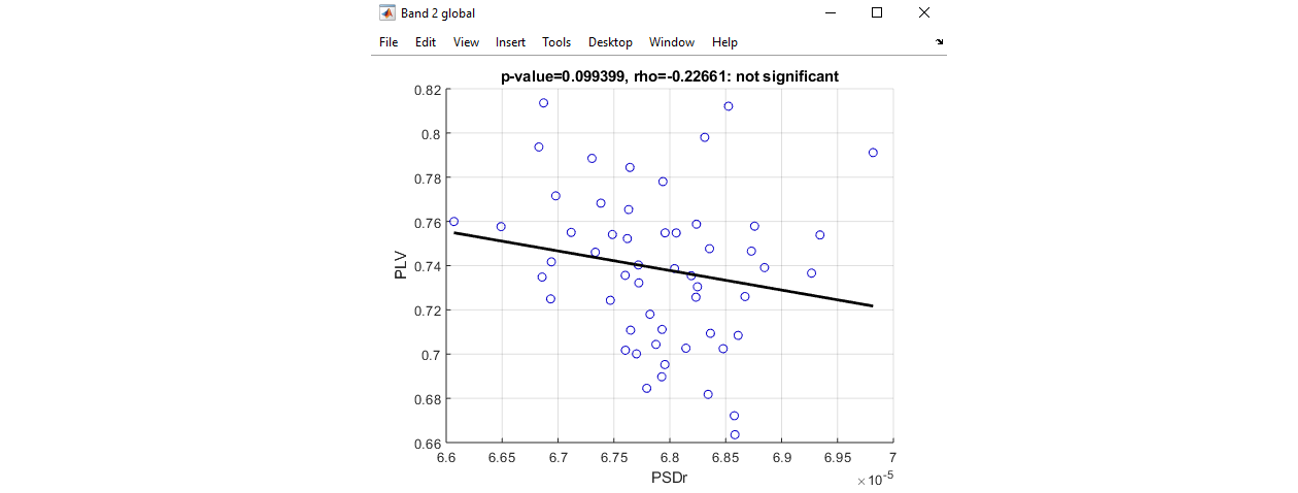 Band 2 global
File Edit View Insert Tools Desktop Window Help
p-value=0.099399, rho=-0.22661: not significant
0.82
0.8
0.78
0.76
0.74
0.72
0.7
0.68
0.66
PLV
6.6 6.65 6.7 6.75 6.8 6.85 6.9 6.95 7
PSDr
×10-5